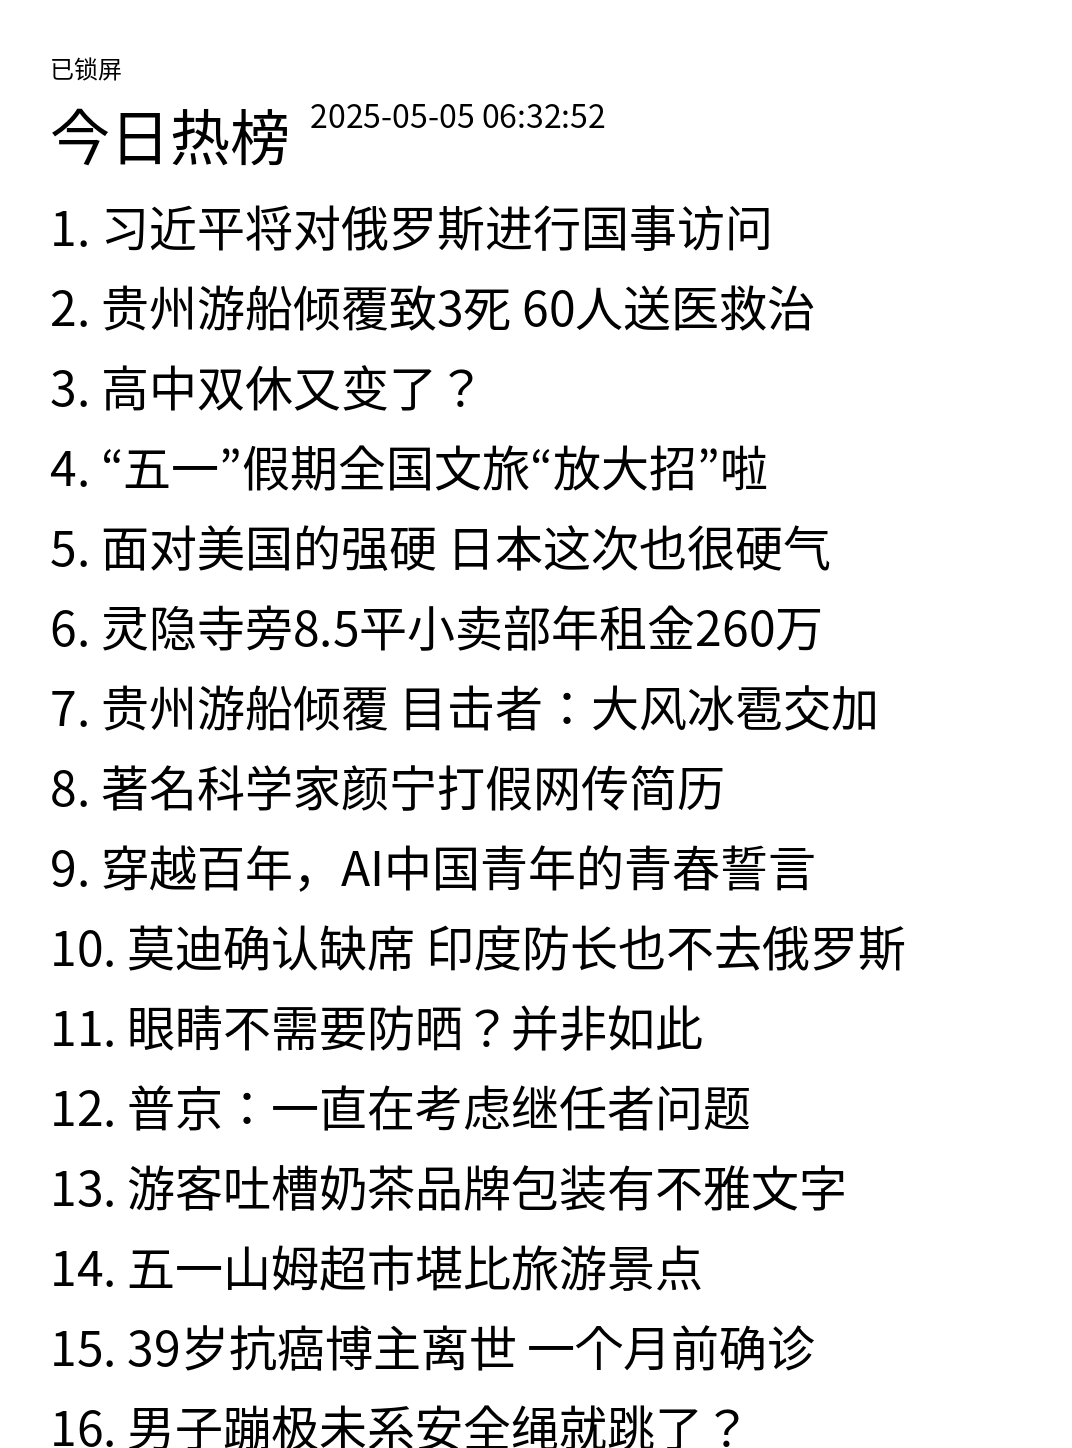 已锁屏
今日热榜 2025-05-05 06:32:52
1. 习近平将对俄罗斯进行国事访问
2. 贵州游船倾覆致3死 60人送医救治
3. 高中双休又变了？
4. “五一”假期全国文旅“放大招”啦
5. 面对美国的强硬 日本这次也很硬气
6. 灵隐寺旁8.5平小卖部年租金260万
7. 贵州游船倾覆 目击者：大风冰雹交加
8. 著名科学家颜宁打假网传简历
9. 穿越百年，AI中国青年的青春誓言
10. 莫迪确认缺席 印度防长也不去俄罗斯
11. 眼睛不需要防晒？并非如此
12. 普京：一直在考虑继任者问题
13. 游客吐槽奶茶品牌包装有不雅文字
14. 五一山姆超市堪比旅游景点
15. 39岁抗癌博主离世 一个月前确诊
16. 男子蹦极未系安全绳就跳了？